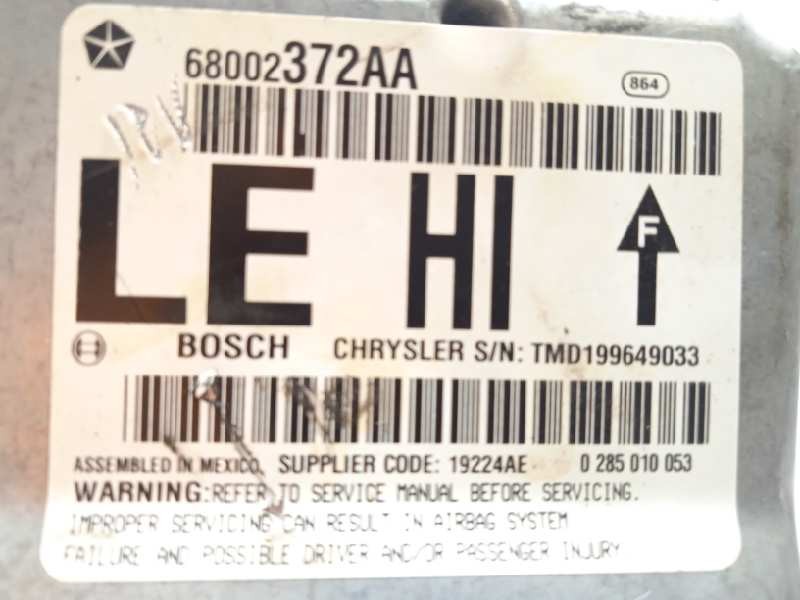 68002372AA
864
LE HI F
BOSCH CHRYSLER S/N: TMD199649033
ASSEMBLED IN MEXICO. SUPPLIER CODE: 19224AE 0 285 010 053
WARNING:REFER TO SERVICE MANUAL BEFORE SERVICING.
IMPROPER SERVICING CAN RESULT IN AIRBAG SYSTEM
FAILURE AND POSSIBLE DRIVER AND/OR PASSENGER INJURY